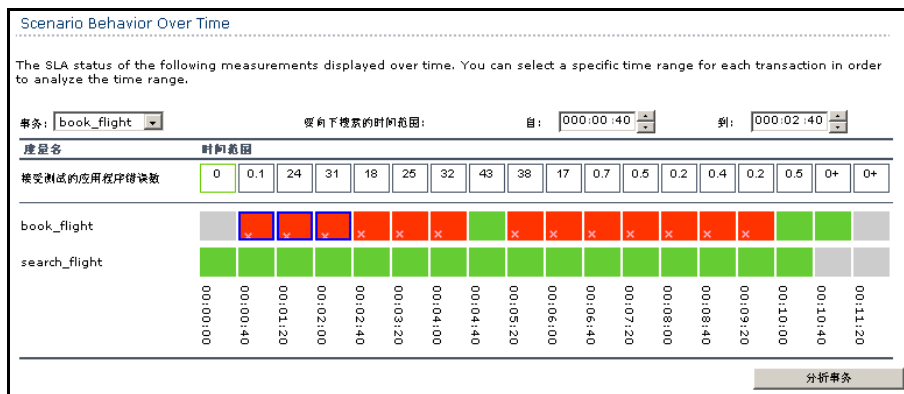 Scenario Behavior Over Time
The SLA status of the following measurements displayed over time. You can select a specific time range for each transaction in order
to analyze the time range.
事务: book_flight 要向下搜索的时间范围: 自: 000:00:40 到: 000:02:40
度量名 时间范围
接受测试的应用程序错误数 0 0.1 24 31 18 25 32 43 38 17 0.7 0.5 0.2 0.4 0.2 0.5 0+ 0+
book_flight
search_flight
00:00:00 00:00:40 00:01:20 00:02:00 00:02:40 00:03:20 00:04:00 00:04:40 00:05:20 00:06:00 00:06:40 00:07:20 00:08:00 00:08:40 00:09:20 00:10:00 00:10:40 00:11:20
分析事务